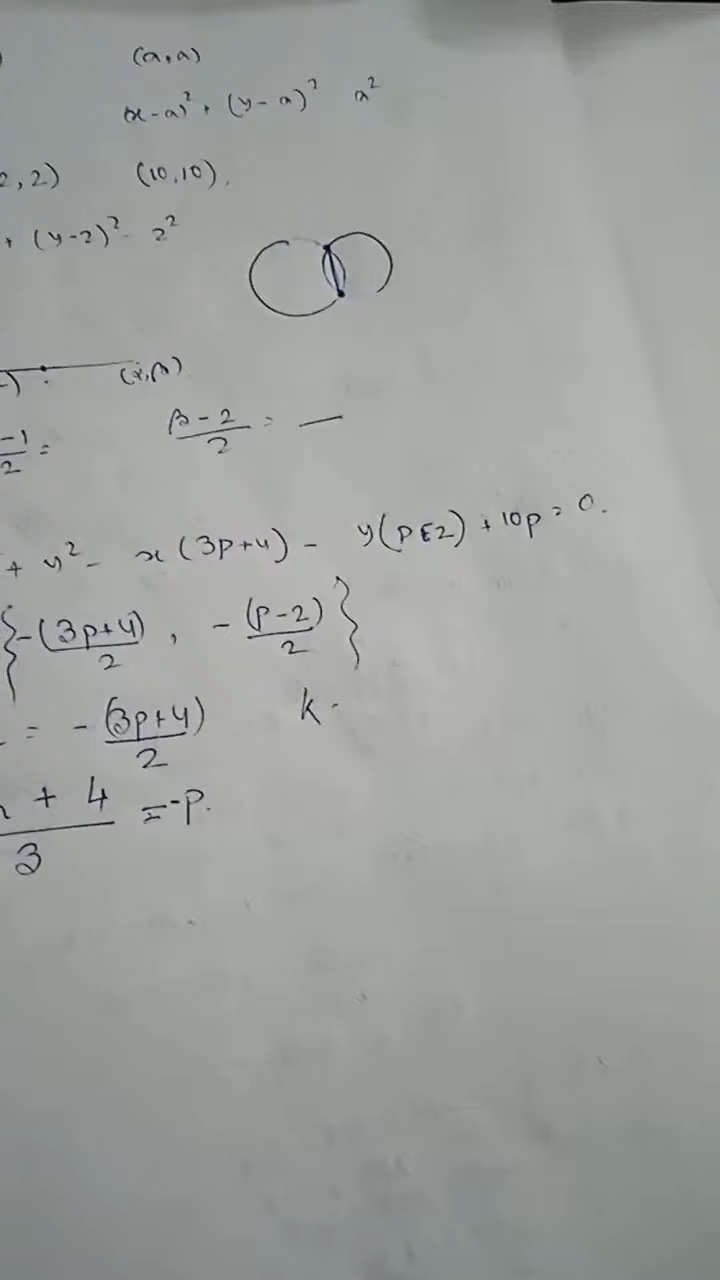 (a,a)
x-a)² + (y-a)² a²
2,2) (10,10).
+ (y-2)² - 2²
(α,β)
-1/2 = β-2/2 = —
+ y² - x(3p+4) - y(p-2) + 10p = 0.
{-(3p+4)/2 , -(p-2)/2}
= -(3p+4)/2 k.
+ 4/3 = -p.